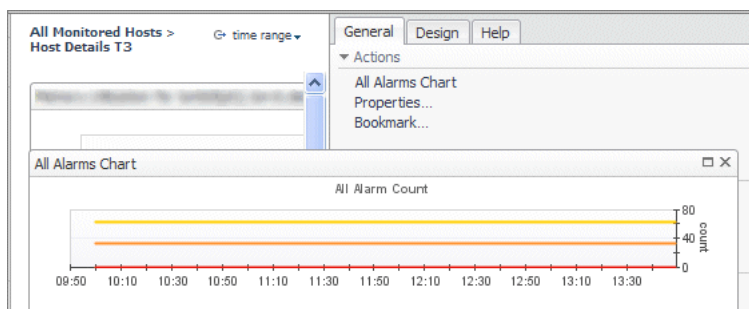 All Monitored Hosts >
Host Details T3
time range
General
Design
Help
Actions
All Alarms Chart
Properties...
Bookmark...
All Alarms Chart
All Alarm Count
80
40
0
count
09:50 10:10 10:30 10:50 11:10 11:30 11:50 12:10 12:30 12:50 13:10 13:30